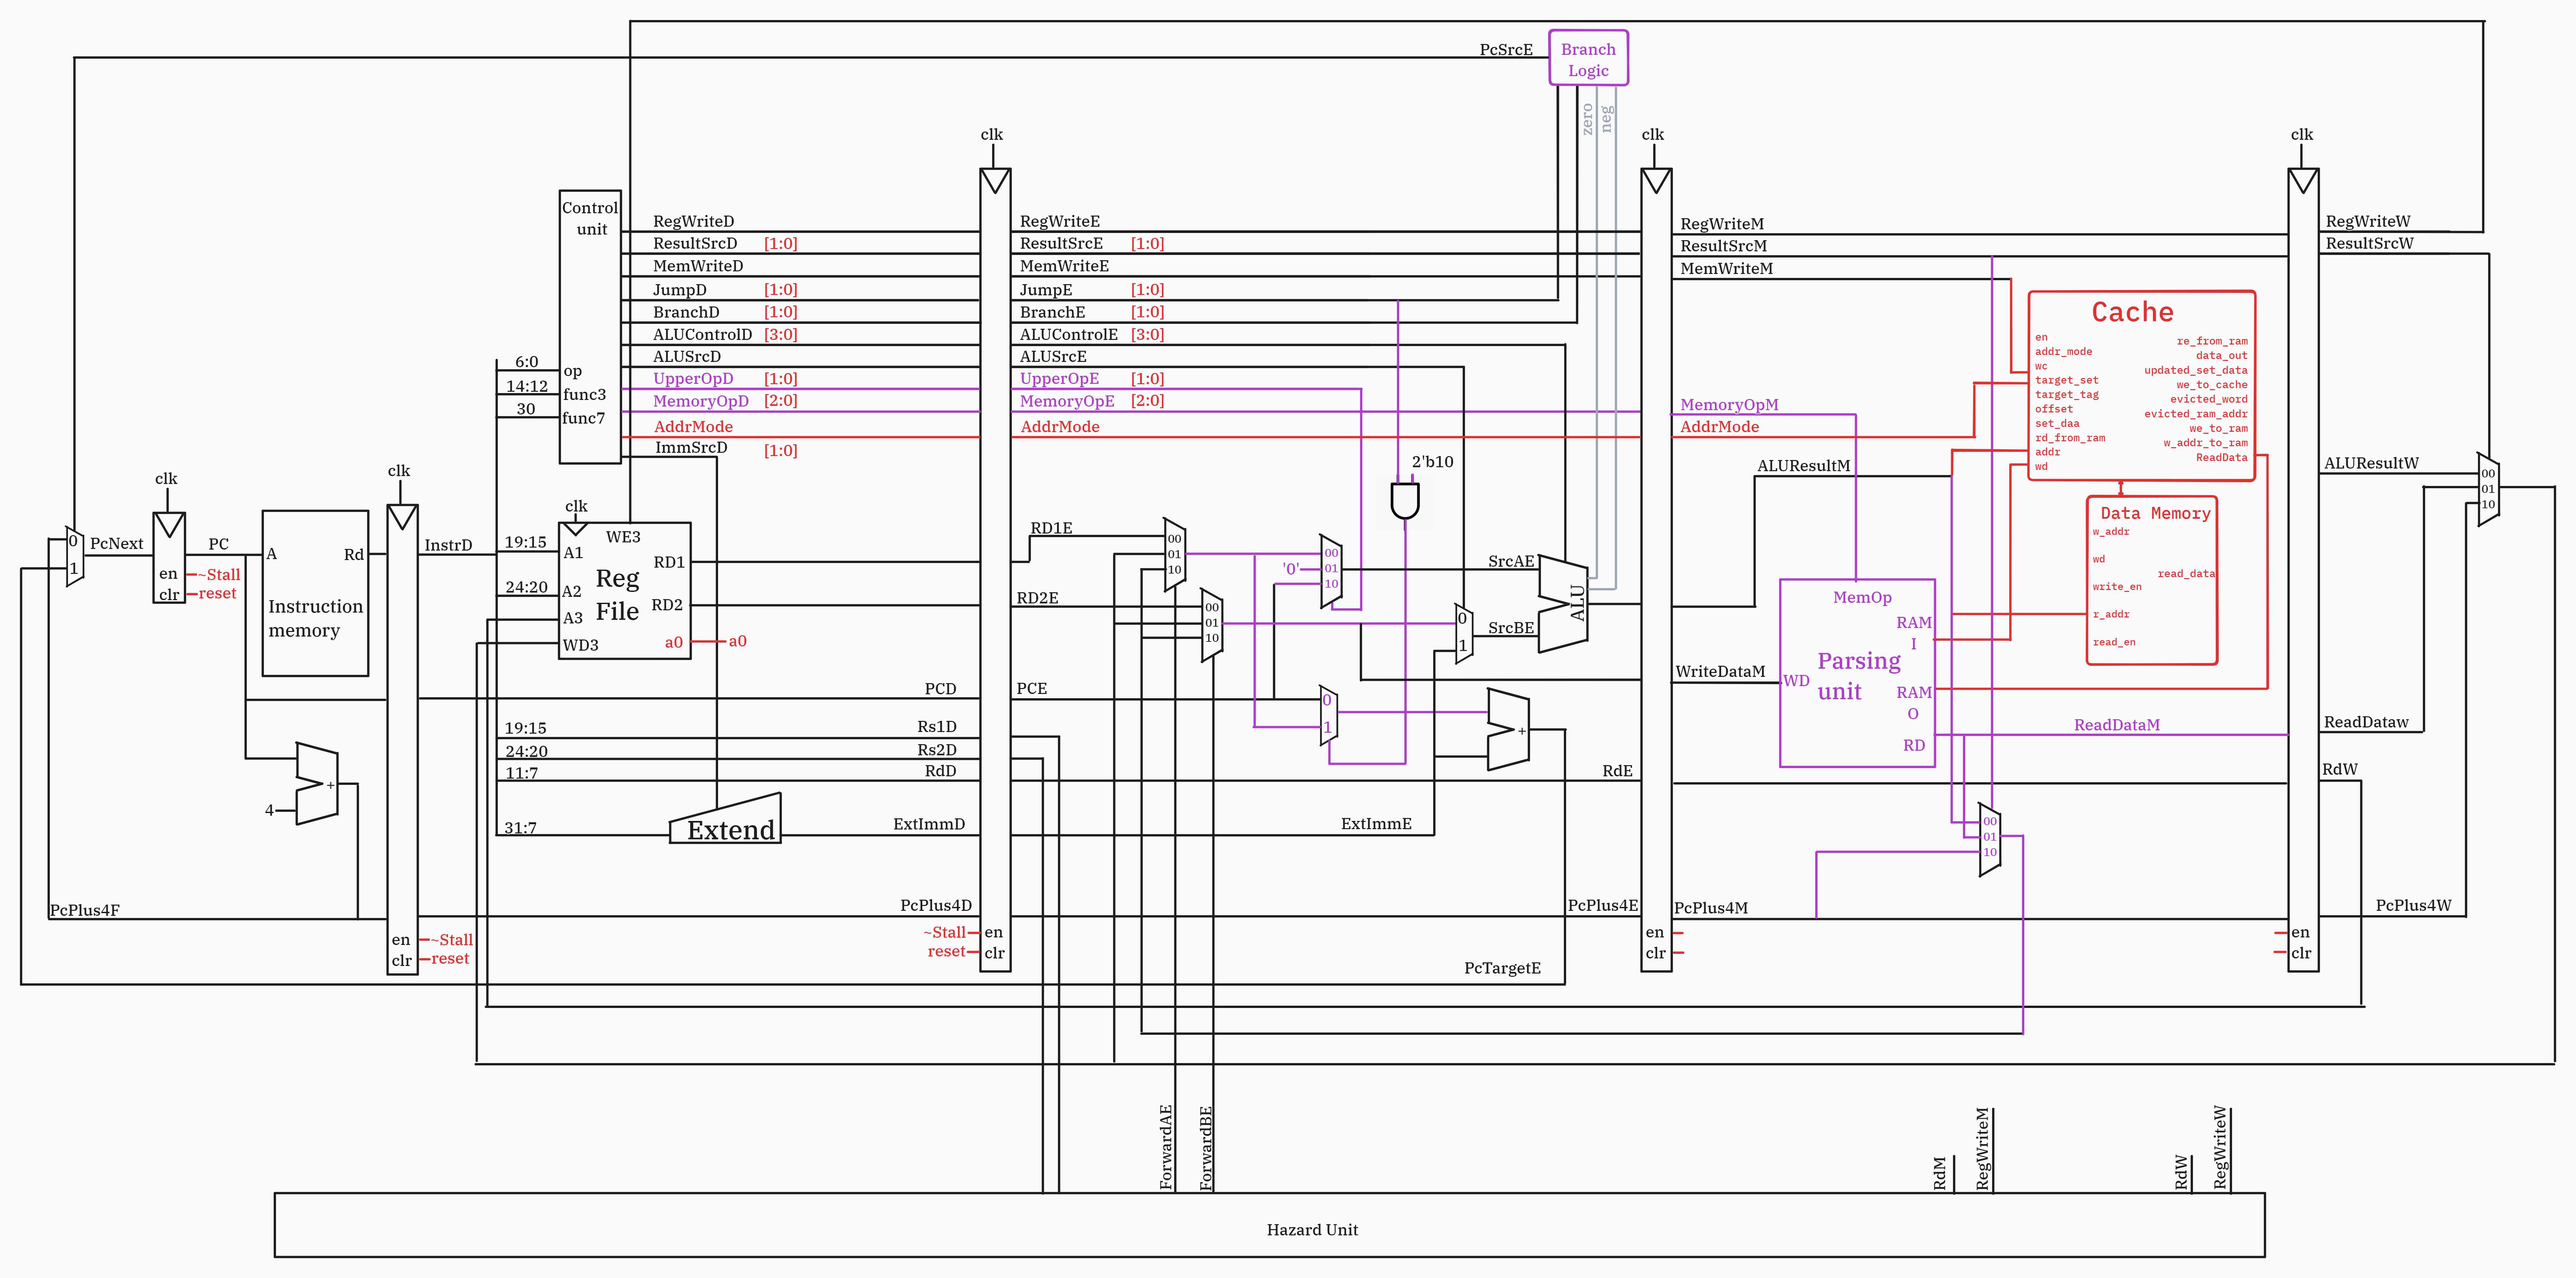 PcSrcE
Branch
Logic
zero
neg
clk
clk
clk
Control
unit
RegWriteD
ResultSrcD [1:0]
MemWriteD
JumpD [1:0]
BranchD [1:0]
ALUControlD [3:0]
ALUSrcD
UpperOpD [1:0]
MemoryOpD [2:0]
AddrMode
ImmSrcD [1:0]
6:0
op
14:12
func3
30
func7
RegWriteE
ResultSrcE [1:0]
MemWriteE
JumpE [1:0]
BranchE [1:0]
ALUControlE [3:0]
ALUSrcE
UpperOpE [1:0]
MemoryOpE [2:0]
AddrMode
2'b10
RegWriteM
ResultSrcM
MemWriteM
MemoryOpM
AddrMode
ALUResultM
Cache
en
addr_mode
wc
target_set
target_tag
offset
set_daa
rd_from_ram
addr
wd
re_from_ram
data_out
updated_set_data
we_to_cache
evicted_word
evicted_ram_addr
we_to_ram
w_addr_to_ram
ReadData
Data Memory
w_addr
wd
read_data
write_en
r_addr
read_en
RegWriteW
ResultSrcW
ALUResultW
00
01
10
clk
clk
0
1
PcNext
PC
en
~Stall
clr
reset
A
Rd
Instruction
memory
InstrD
clk
WE3
19:15
A1
RD1
Reg
File
24:20
A2
RD2
A3
WD3
a0
a0
RD1E
00
01
10
RD2E
00
01
10
'0'
00
01
10
SrcAE
0
SrcBE
1
ALU
MemOp
RAM
I
Parsing
unit
WriteDataM
WD
RAM
O
RD
ReadDataM
ReadDataw
PCD
PCE
0
1
+
19:15
Rs1D
24:20
Rs2D
11:7
RdD
RdE
RdW
4
+
31:7
Extend
ExtImmD
ExtImmE
00
01
10
PcPlus4F
PcPlus4D
PcPlus4E
PcPlus4M
PcPlus4W
en
~Stall
clr
reset
~Stall
en
reset
clr
en
clr
en
clr
PcTargetE
ForwardAE
ForwardBE
RdM
RegWriteM
RdW
RegWriteW
Hazard Unit